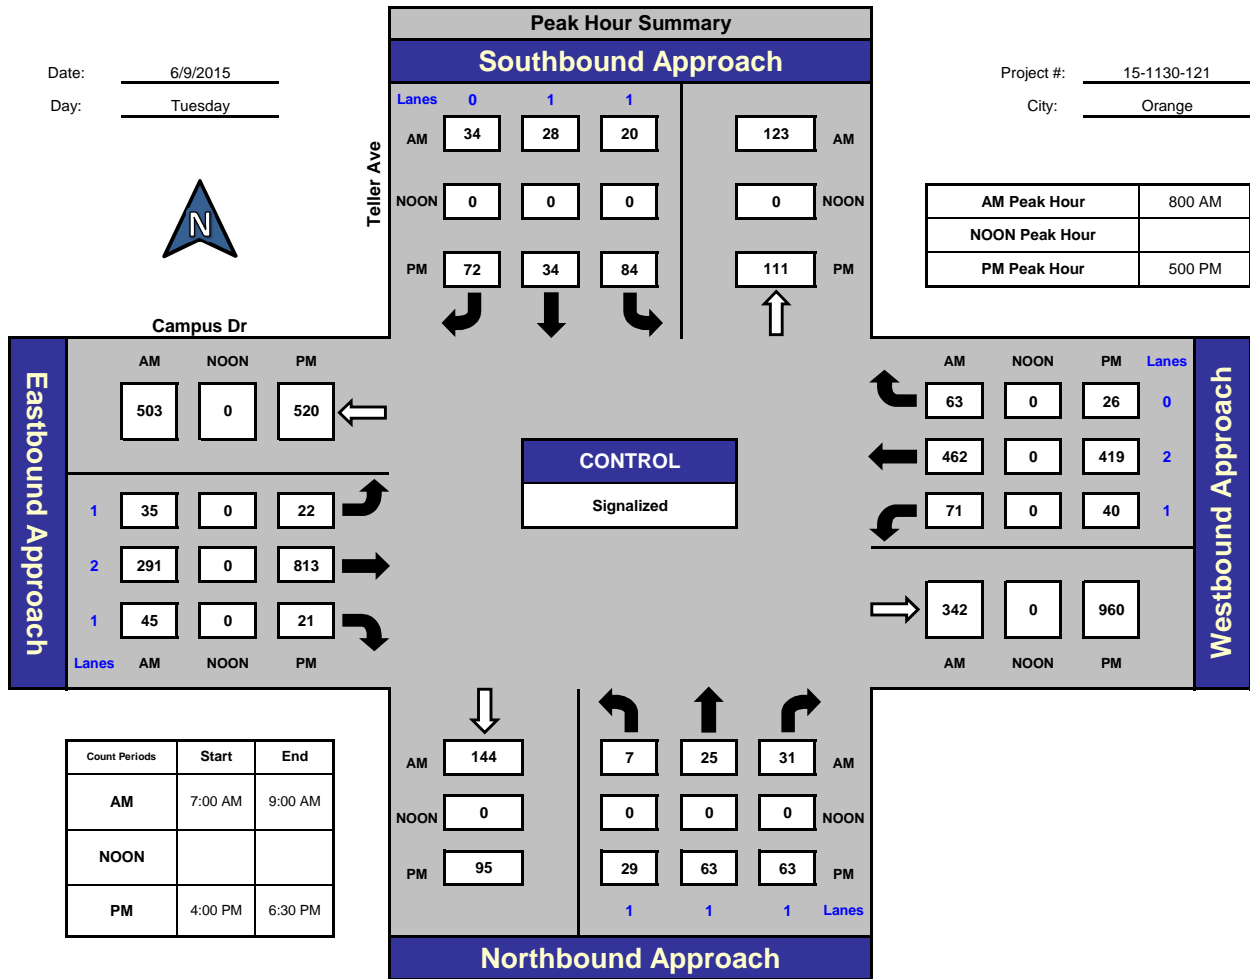 Peak Hour Summary
Southbound Approach
Date: 6/9/2015
Day: Tuesday
Project #: 15-1130-121
City: Orange
Lanes 0 1 1
AM 34 28 20 123 AM
NOON 0 0 0 0 NOON
PM 72 34 84 111 PM
Teller Ave
N
AM Peak Hour 800 AM
NOON Peak Hour
PM Peak Hour 500 PM
Campus Dr
Eastbound Approach
AM NOON PM
503 0 520
1 35 0 22
2 291 0 813
1 45 0 21
Lanes AM NOON PM
CONTROL
Signalized
AM NOON PM Lanes
63 0 26 0
462 0 419 2
71 0 40 1
342 0 960
AM NOON PM
Westbound Approach
Count Periods Start End
AM 7:00 AM 9:00 AM
NOON
PM 4:00 PM 6:30 PM
AM 144 7 25 31 AM
NOON 0 0 0 0 NOON
PM 95 29 63 63 PM
1 1 1 Lanes
Northbound Approach